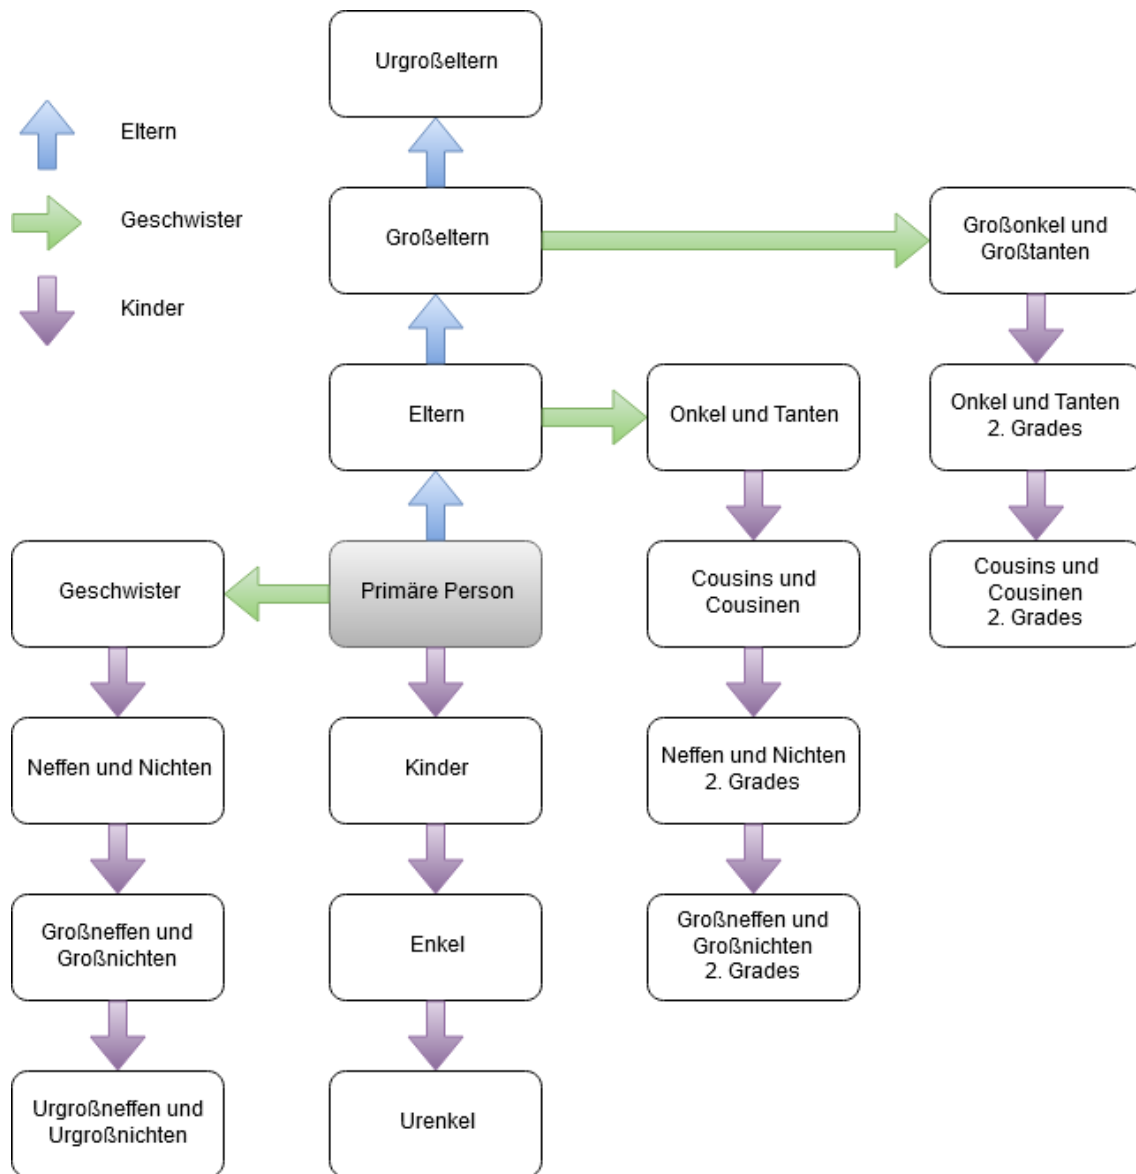 Urgroßeltern
Eltern
Geschwister
Kinder
Großeltern
Großonkel und
Großtanten
Eltern
Onkel und Tanten
Onkel und Tanten
2. Grades
Geschwister
Primäre Person
Cousins und
Cousinen
Cousins und
Cousinen
2. Grades
Neffen und Nichten
Kinder
Neffen und Nichten
2. Grades
Großneffen und
Großnichten
Enkel
Großneffen und
Großnichten
2. Grades
Urgroßneffen und
Urgroßnichten
Urenkel